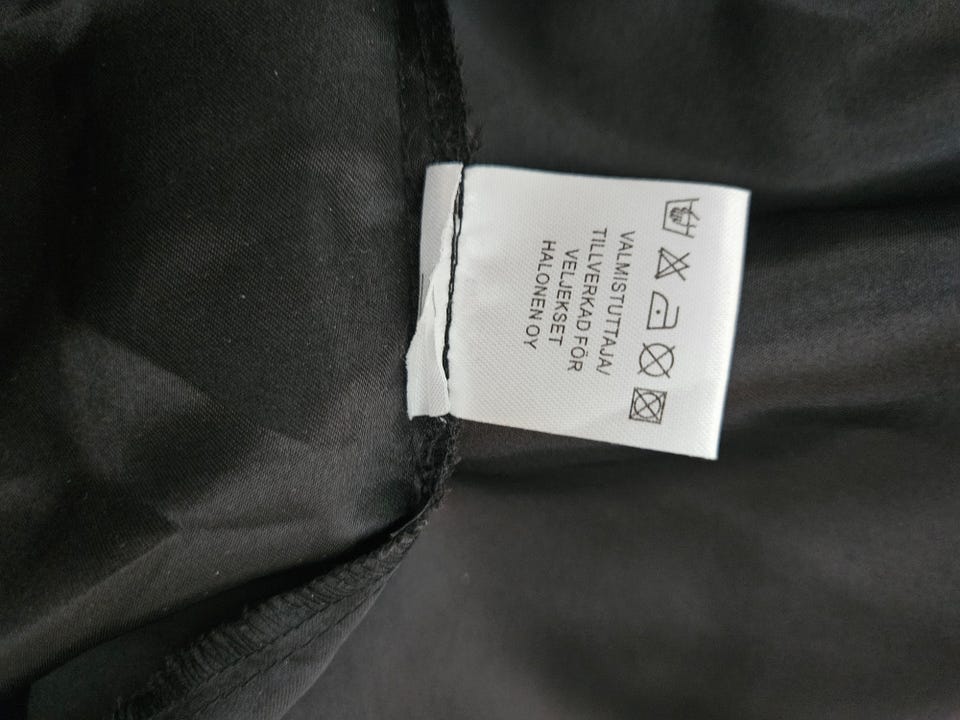 VALMISTUTTAJA/
TILLVERKAD FÖR
VELJEKSET
HALONEN OY